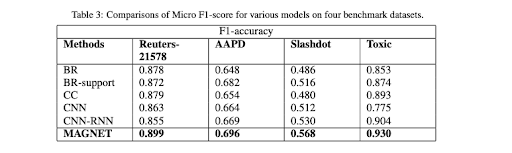 Table 3: Comparisons of Micro F1-score for various models on four benchmark datasets.
F1-accuracy
Methods Reuters-21578 AAPD Slashdot Toxic
BR 0.878 0.648 0.486 0.853
BR-support 0.872 0.682 0.516 0.874
CC 0.879 0.654 0.480 0.893
CNN 0.863 0.664 0.512 0.775
CNN-RNN 0.855 0.669 0.530 0.904
MAGNET 0.899 0.696 0.568 0.930